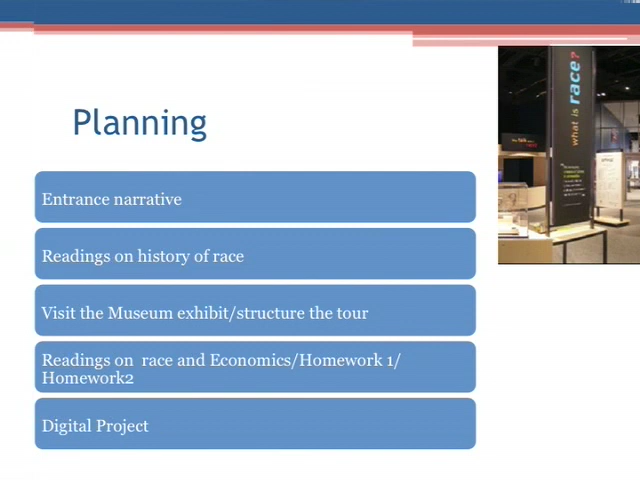 Planning
what is race?
Entrance narrative
Readings on history of race
Visit the Museum exhibit/structure the tour
Readings on  race and Economics/Homework 1/
Homework2
Digital Project